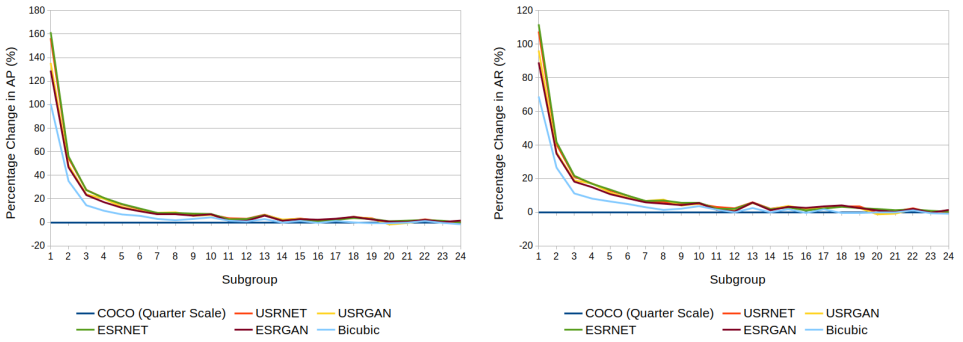 Percentage Change in AP (%)
180
160
140
120
100
80
60
40
20
0
-20
1 2 3 4 5 6 7 8 9 10 11 12 13 14 15 16 17 18 19 20 21 22 23 24
Subgroup
COCO (Quarter Scale) USRNET USRGAN
ESRNET ESRGAN Bicubic
Percentage Change in AR (%)
120
100
80
60
40
20
0
-20
1 2 3 4 5 6 7 8 9 10 11 12 13 14 15 16 17 18 19 20 21 22 23 24
Subgroup
COCO (Quarter Scale) USRNET USRGAN
ESRNET ESRGAN Bicubic